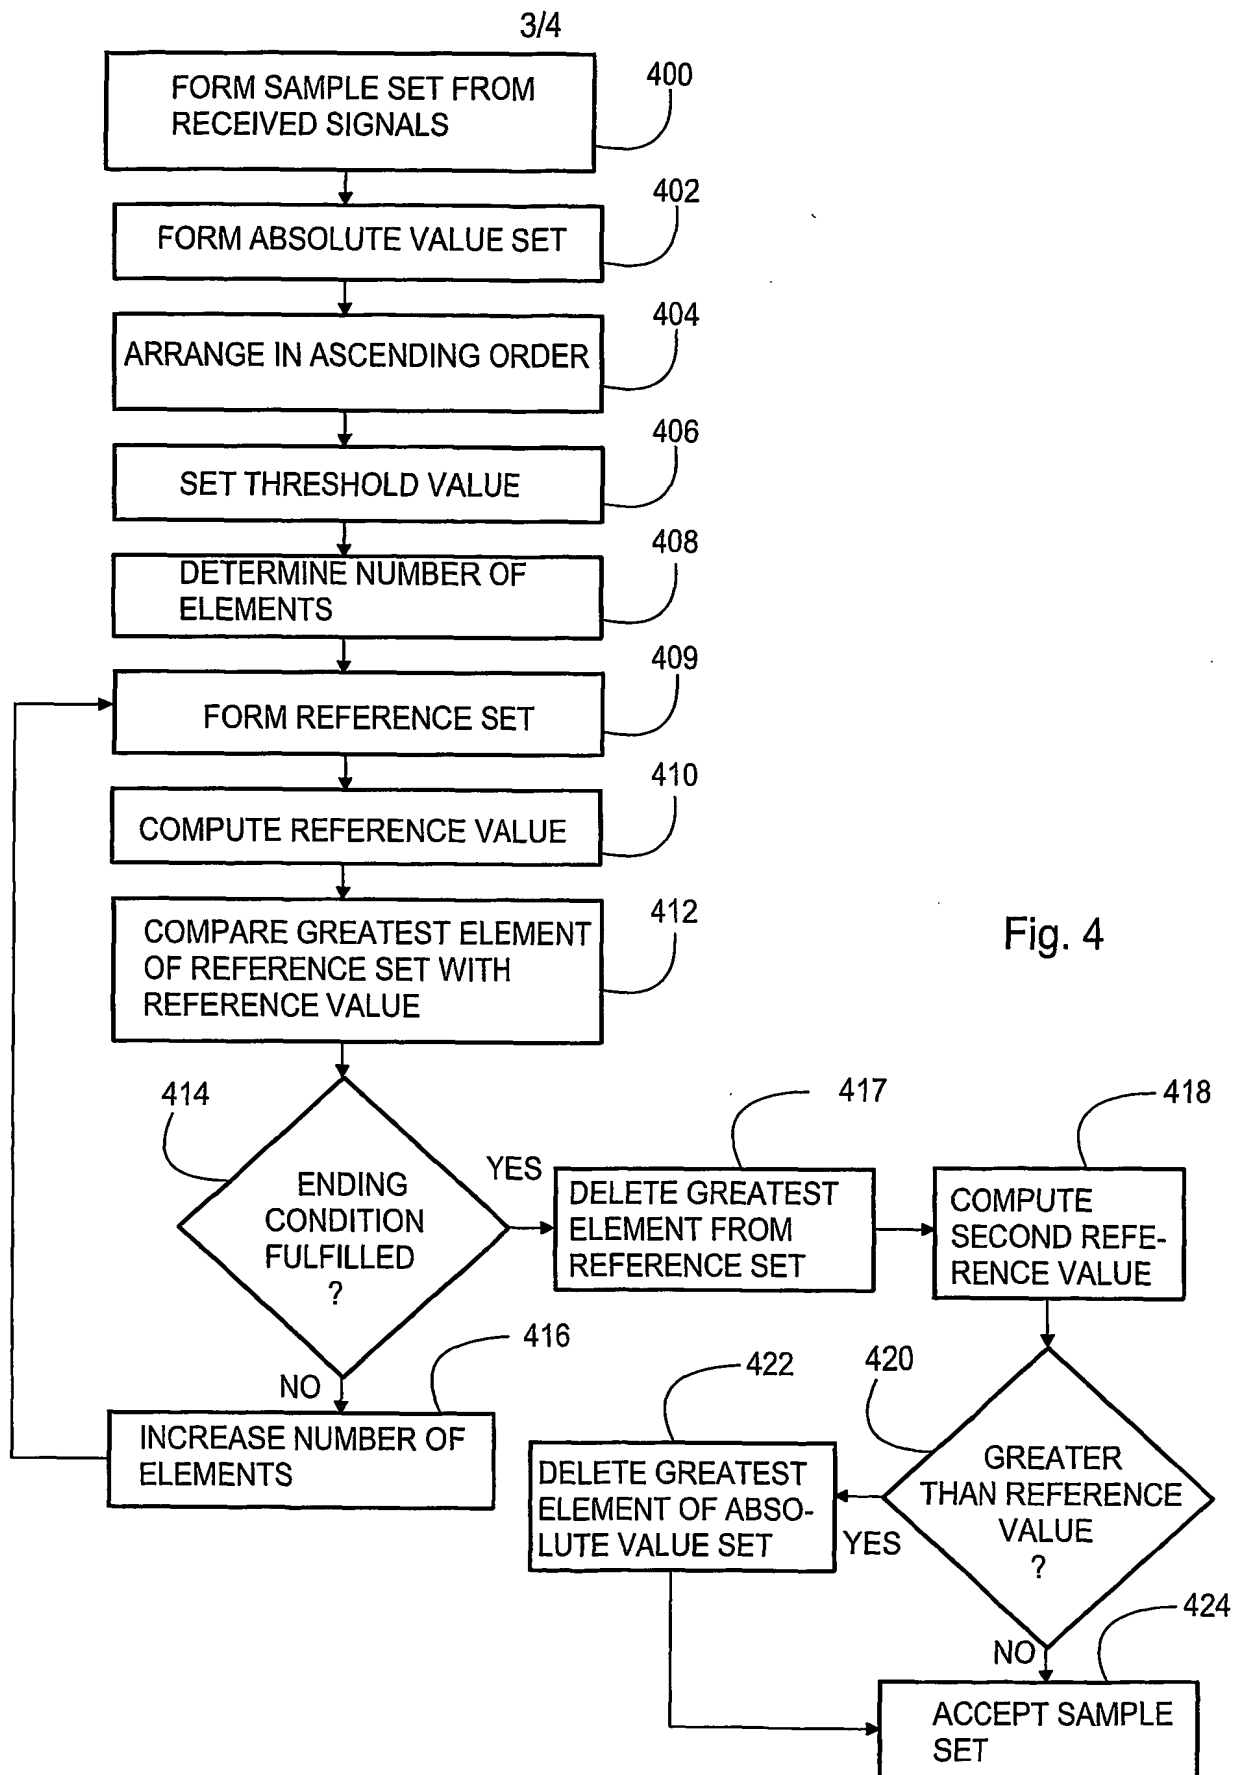 3/4
FORM SAMPLE SET FROM
RECEIVED SIGNALS
400
FORM ABSOLUTE VALUE SET
402
ARRANGE IN ASCENDING ORDER
404
SET THRESHOLD VALUE
406
DETERMINE NUMBER OF
ELEMENTS
408
FORM REFERENCE SET
409
COMPUTE REFERENCE VALUE
410
COMPARE GREATEST ELEMENT
OF REFERENCE SET WITH
REFERENCE VALUE
412
Fig. 4
414
ENDING
CONDITION
FULFILLED
?
YES
NO
416
INCREASE NUMBER OF
ELEMENTS
417
DELETE GREATEST
ELEMENT FROM
REFERENCE SET
418
COMPUTE
SECOND REFE-
RENCE VALUE
420
GREATER
THAN REFERENCE
VALUE
?
YES
NO
422
DELETE GREATEST
ELEMENT OF ABSO-
LUTE VALUE SET
424
ACCEPT SAMPLE
SET